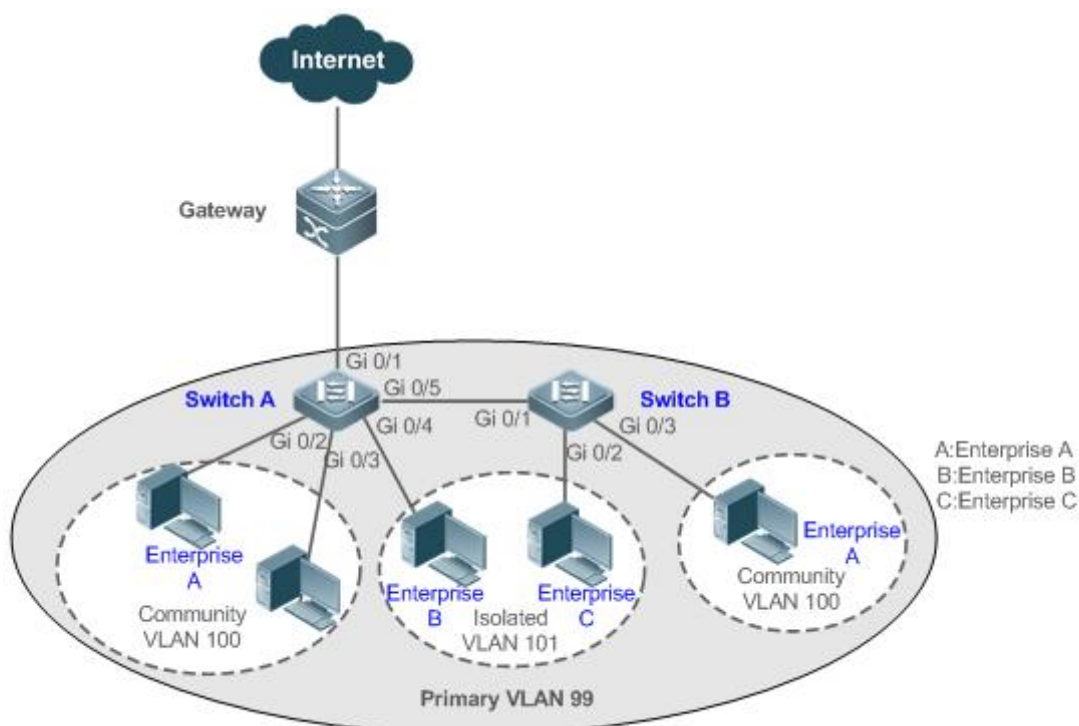 Internet
Gateway
Gi 0/1
Switch A
Gi 0/5
Switch B
Gi 0/1
Gi 0/2
Gi 0/4
Gi 0/3
Gi 0/3
Gi 0/2
A:Enterprise A
B:Enterprise B
C:Enterprise C
Enterprise
A
Community
VLAN 100
Enterprise
B
Isolated
VLAN 101
Enterprise
C
Enterprise
A
Community
VLAN 100
Primary VLAN 99